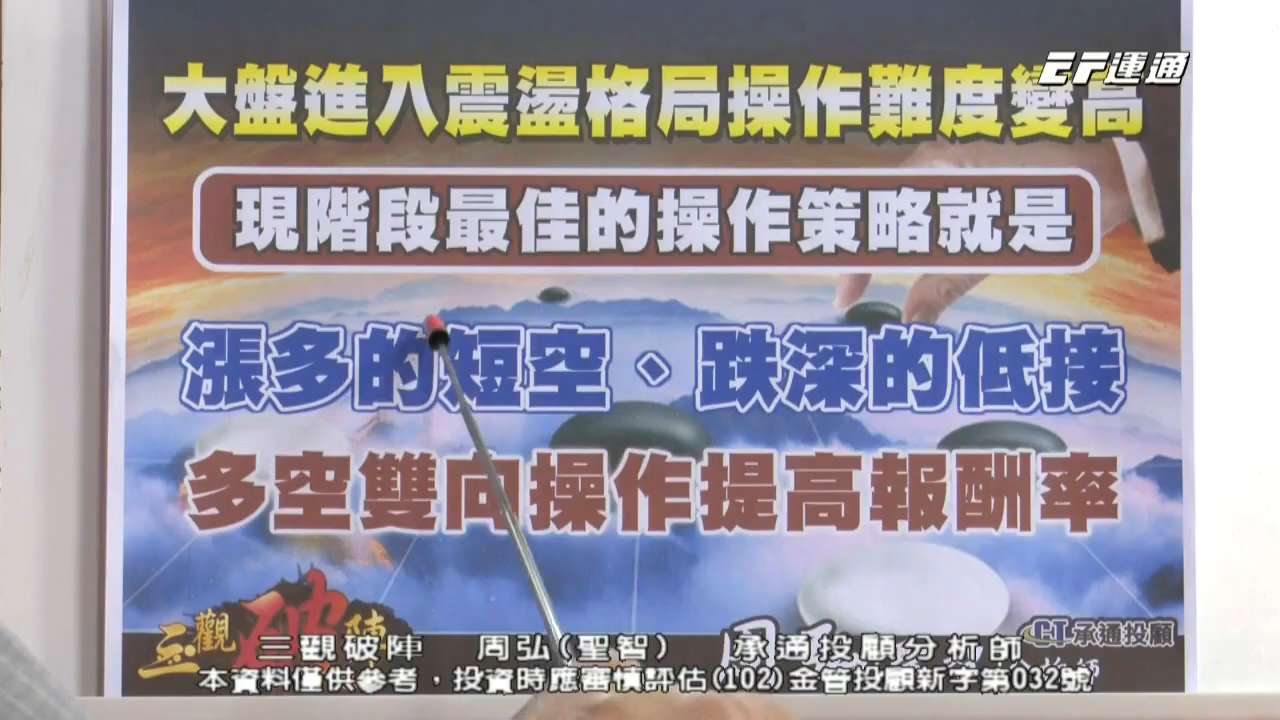 EF運通
大盤進入震盪格局操作難度變高
現階段最佳的操作策略就是
漲多的短空、跌深的低接
多空雙向操作提高報酬率
三觀破陣
CI承通投顧
三觀破陣 周弘(聖智) 承通投顧分析師
本資料僅供參考，投資時應審慎評估(102)金管投顧新字第032號